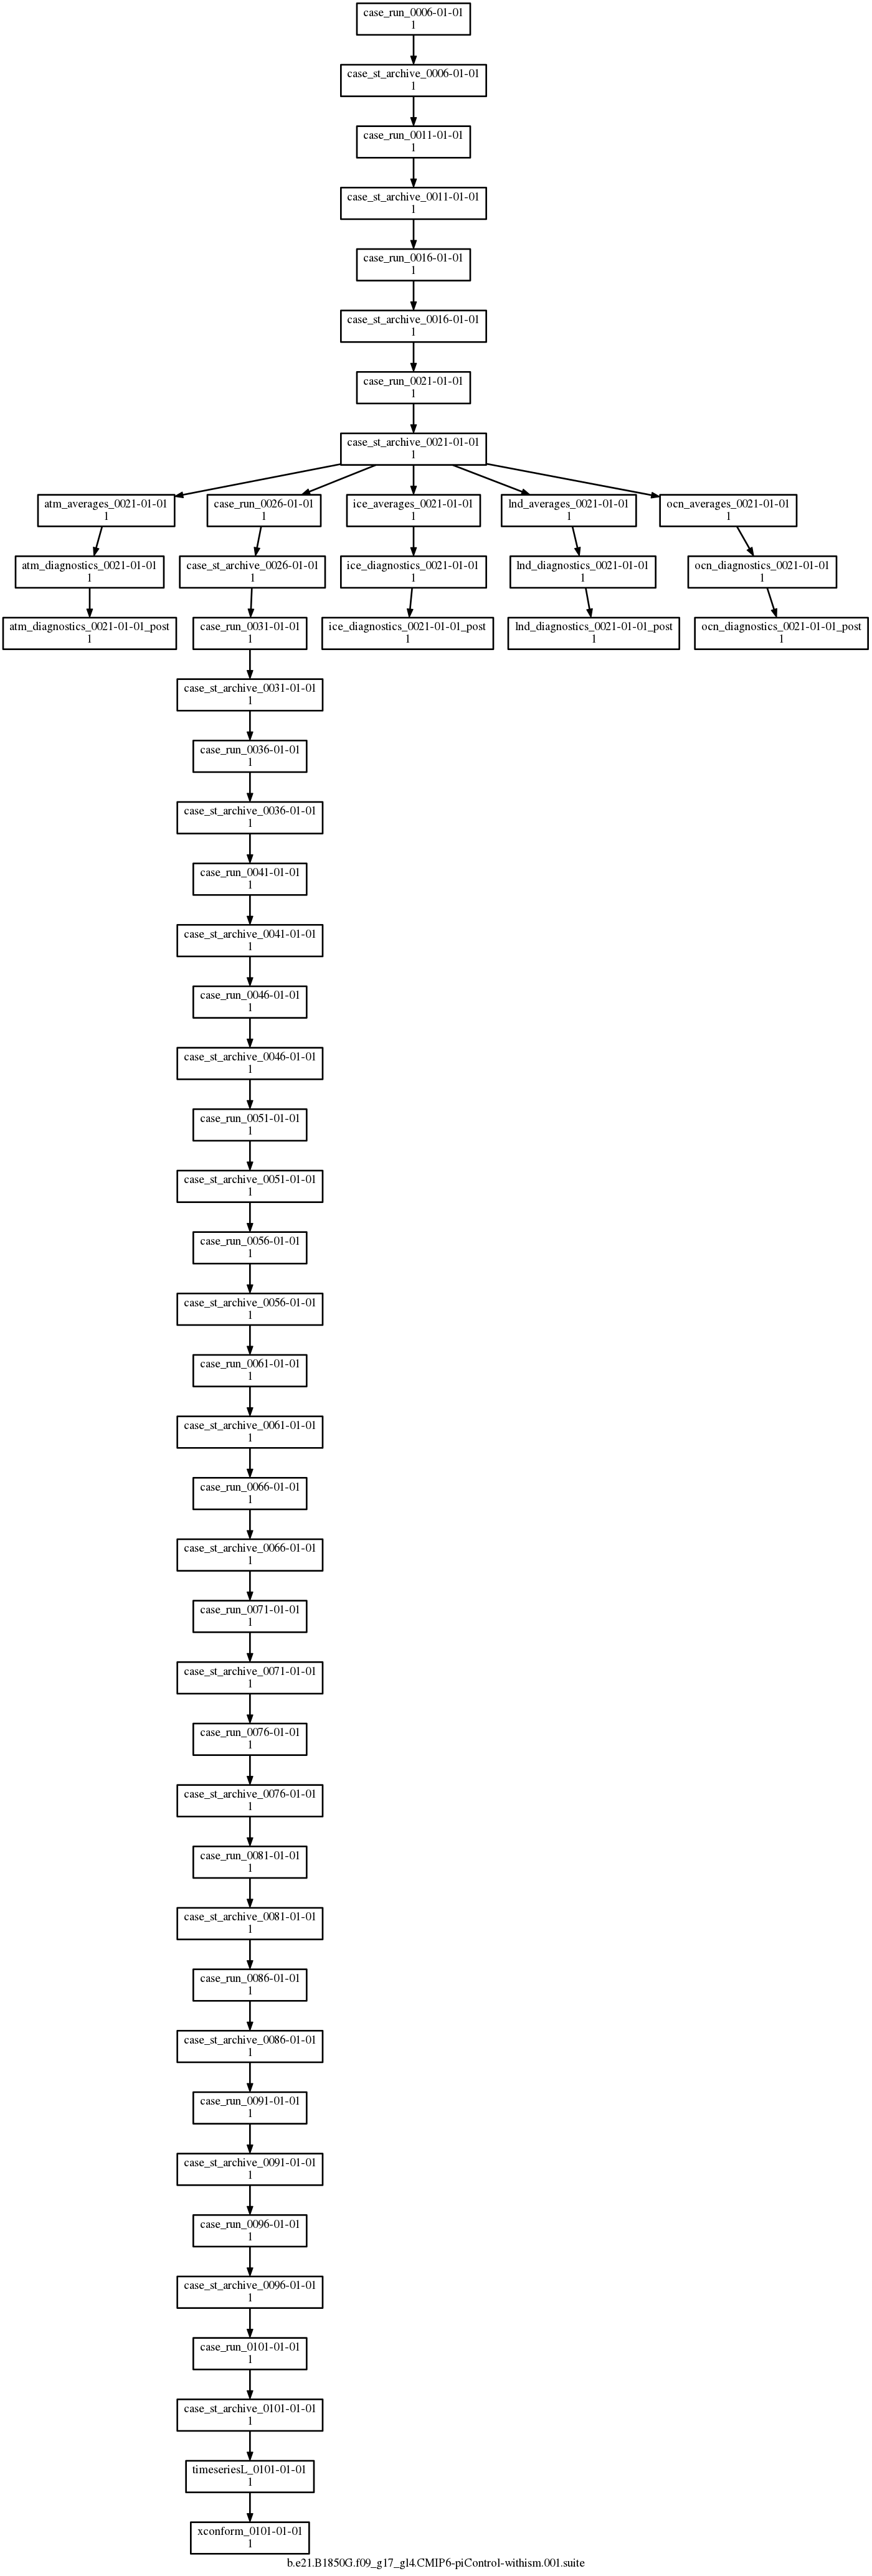 case_run_0006-01-01
1
case_st_archive_0006-01-01
1
case_run_0011-01-01
1
case_st_archive_0011-01-01
1
case_run_0016-01-01
1
case_st_archive_0016-01-01
1
case_run_0021-01-01
1
case_st_archive_0021-01-01
1
atm_averages_0021-01-01
1
case_run_0026-01-01
1
ice_averages_0021-01-01
1
lnd_averages_0021-01-01
1
ocn_averages_0021-01-01
1
atm_diagnostics_0021-01-01
1
case_st_archive_0026-01-01
1
ice_diagnostics_0021-01-01
1
lnd_diagnostics_0021-01-01
1
ocn_diagnostics_0021-01-01
1
atm_diagnostics_0021-01-01_post
1
case_run_0031-01-01
1
ice_diagnostics_0021-01-01_post
1
lnd_diagnostics_0021-01-01_post
1
ocn_diagnostics_0021-01-01_post
1
case_st_archive_0031-01-01
1
case_run_0036-01-01
1
case_st_archive_0036-01-01
1
case_run_0041-01-01
1
case_st_archive_0041-01-01
1
case_run_0046-01-01
1
case_st_archive_0046-01-01
1
case_run_0051-01-01
1
case_st_archive_0051-01-01
1
case_run_0056-01-01
1
case_st_archive_0056-01-01
1
case_run_0061-01-01
1
case_st_archive_0061-01-01
1
case_run_0066-01-01
1
case_st_archive_0066-01-01
1
case_run_0071-01-01
1
case_st_archive_0071-01-01
1
case_run_0076-01-01
1
case_st_archive_0076-01-01
1
case_run_0081-01-01
1
case_st_archive_0081-01-01
1
case_run_0086-01-01
1
case_st_archive_0086-01-01
1
case_run_0091-01-01
1
case_st_archive_0091-01-01
1
case_run_0096-01-01
1
case_st_archive_0096-01-01
1
case_run_0101-01-01
1
case_st_archive_0101-01-01
1
timeseriesL_0101-01-01
1
xconform_0101-01-01
1
b.e21.B1850G.f09_g17_gl4.CMIP6-piControl-withism.001.suite